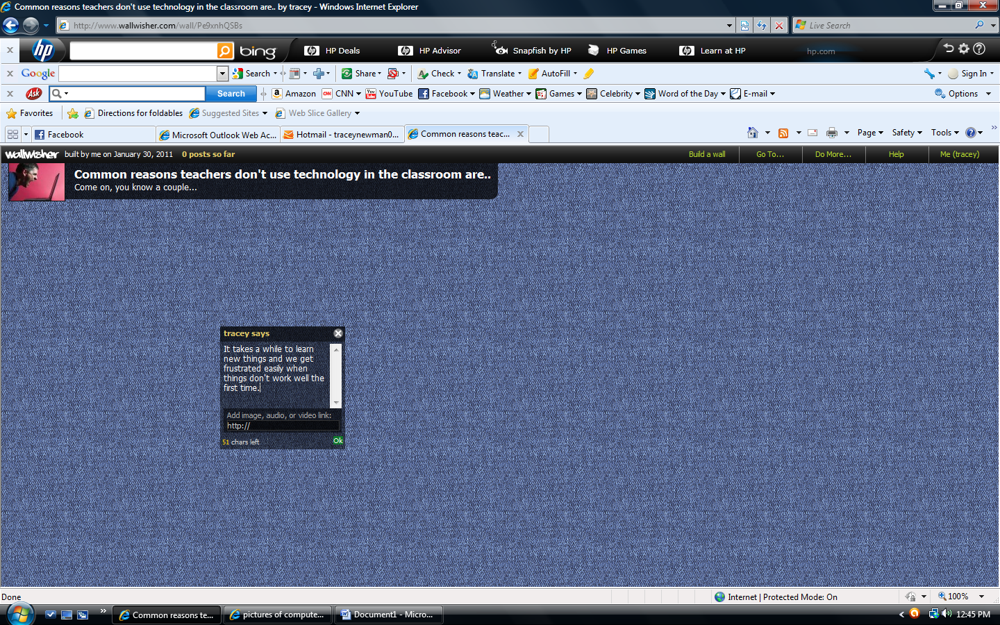 Common reasons teachers don't use technology in the classroom are.. by tracey - Windows Internet Explorer
http://www.wallwisher.com/wall/Pe9xnhQSBs
Live Search
x hp bing HP Deals HP Advisor Snapfish by HP HP Games Learn at HP hp.com
x Google Search Share Check Translate AutoFill Sign In
x Ask Search Amazon CNN YouTube Facebook Weather Games Celebrity Word of the Day E-mail Options
Favorites Directions for foldables Suggested Sites Web Slice Gallery
Facebook Microsoft Outlook Web Ac... Hotmail - traceynewman0... Common reasons teac... x Page Safety Tools
wallwisher built by me on January 30, 2011 0 posts so far Build a wall Go To... Do More... Help Me (tracey)
Common reasons teachers don't use technology in the classroom are..
Come on, you know a couple...
tracey says
It takes a while to learn
new things and we get
frustrated easily when
things don't work well the
first time.
Add image, audio, or video link:
http://
51 chars left Ok
Done Internet | Protected Mode: On 100%
Common reasons te... pictures of compute... Document1 - Micro... 12:45 PM